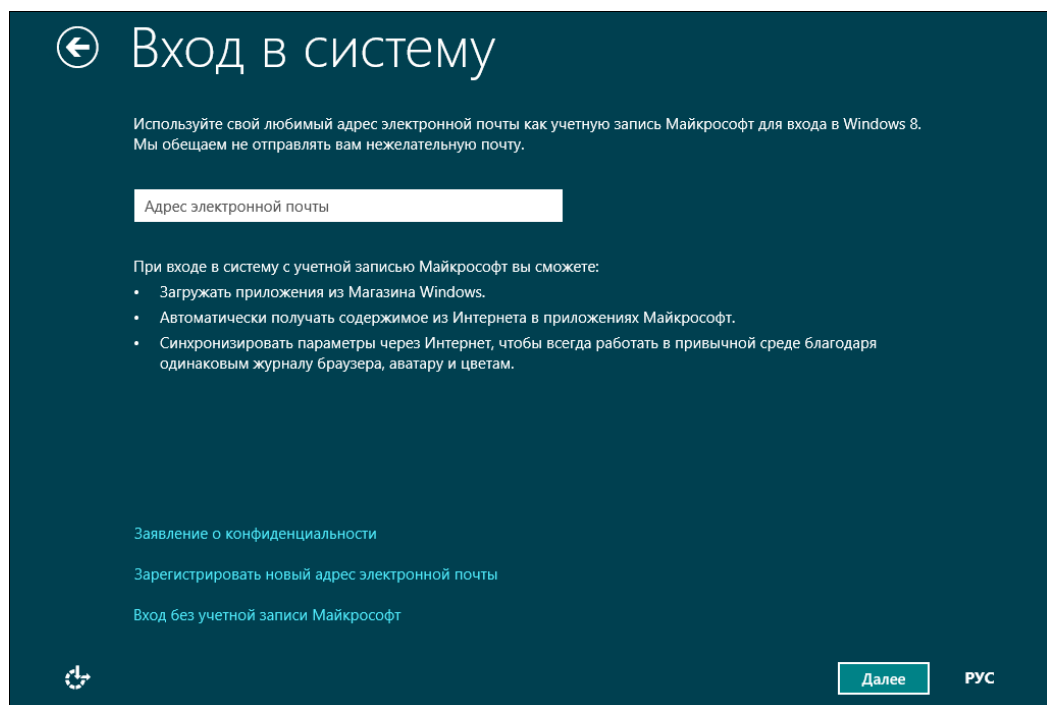 Вход в систему
Используйте свой любимый адрес электронной почты как учетную запись Майкрософт для входа в Windows 8.
Мы обещаем не отправлять вам нежелательную почту.
Адрес электронной почты
При входе в систему с учетной записью Майкрософт вы сможете:
• Загружать приложения из Магазина Windows.
• Автоматически получать содержимое из Интернета в приложениях Майкрософт.
• Синхронизировать параметры через Интернет, чтобы всегда работать в привычной среде благодаря
одинаковым журналу браузера, аватару и цветам.
Заявление о конфиденциальности
Зарегистрировать новый адрес электронной почты
Вход без учетной записи Майкрософт
Далее
РУС